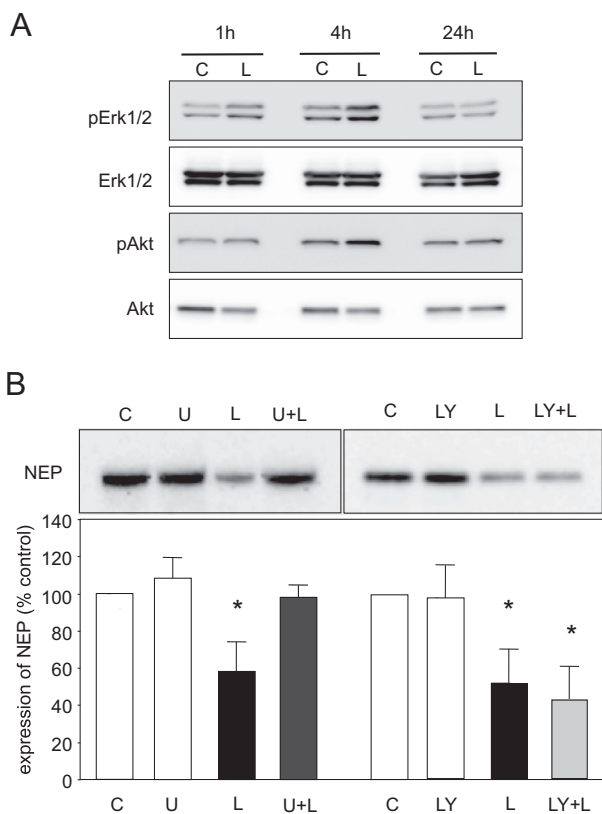 A
1h 4h 24h
C L C L C L
pErk1/2
Erk1/2
pAkt
Akt
B
C U L U+L C LY L LY+L
NEP
expression of NEP (% control)
140
120
100
80
60
40
20
0
* * *
C U L U+L C LY L LY+L